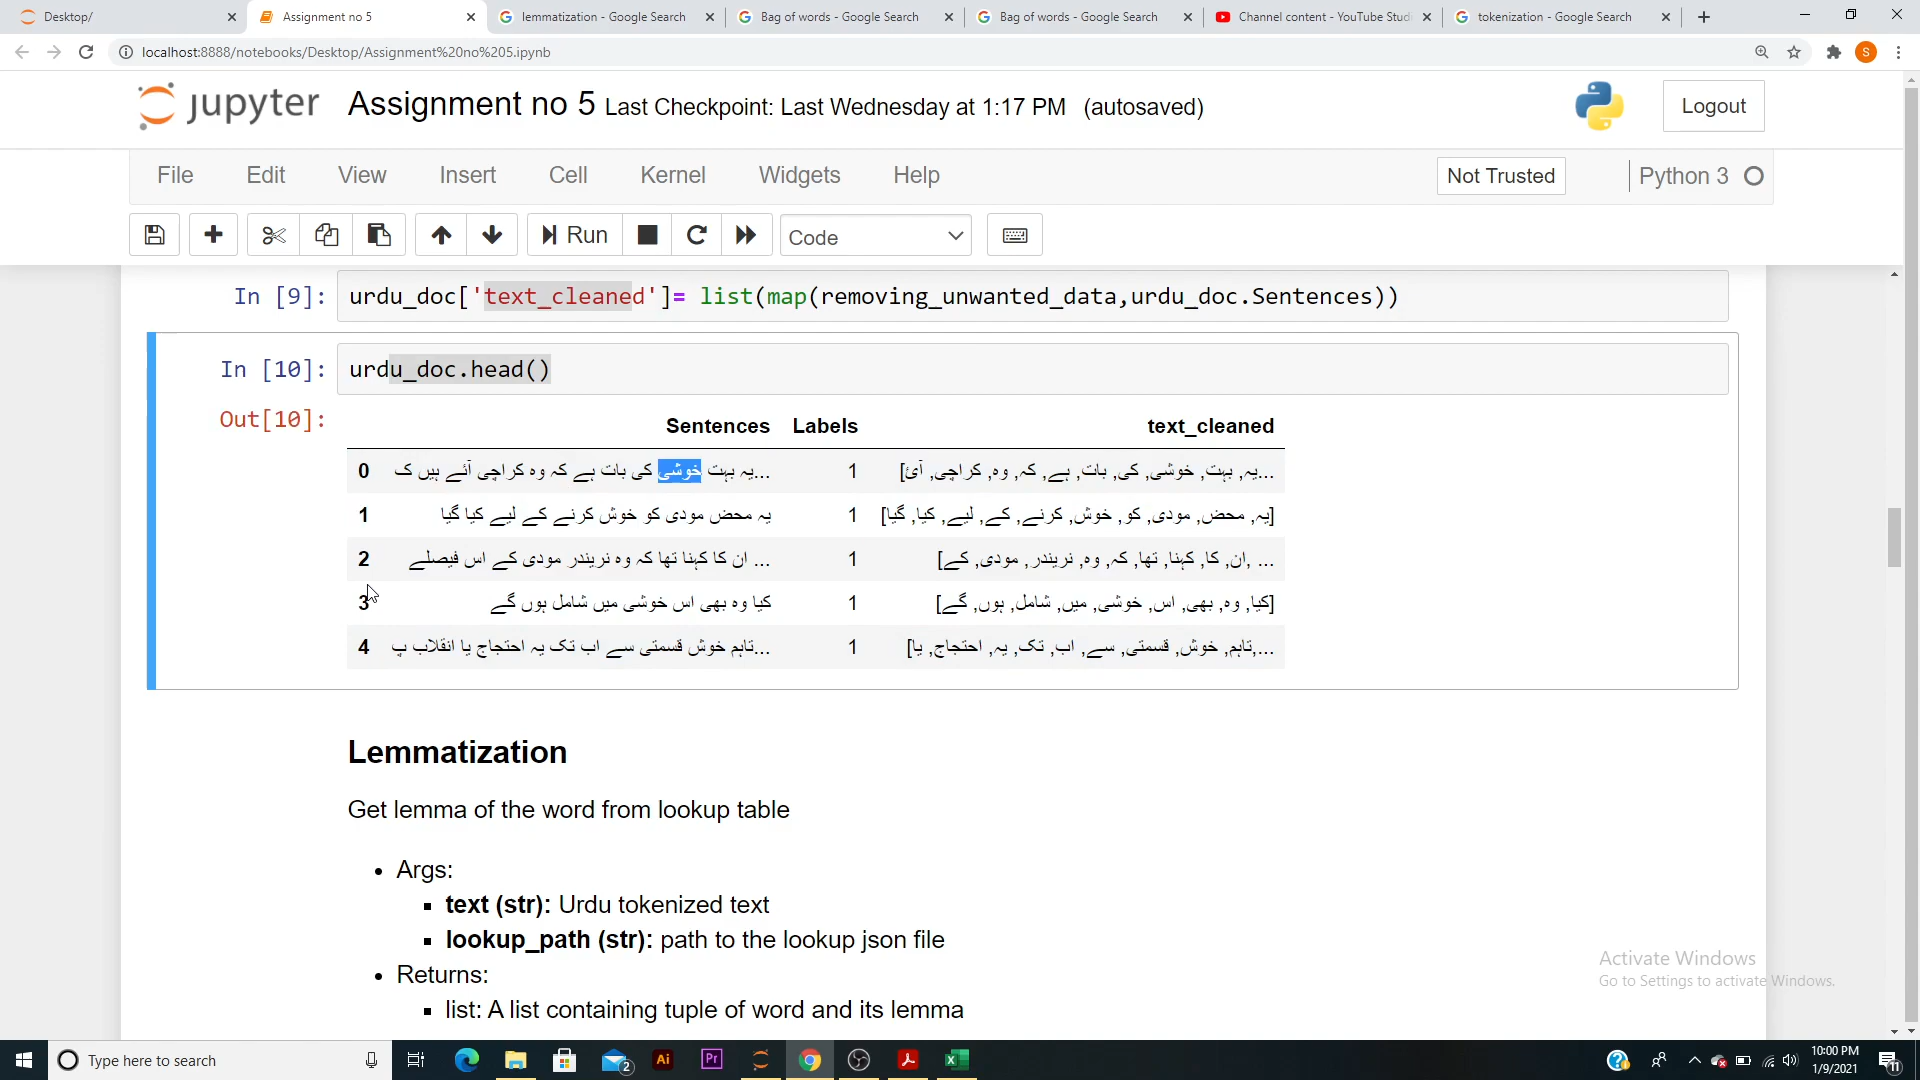 Desktop/
Assignment no 5
lemmatization - Google Search
Bag of words - Google Search
Bag of words - Google Search
Channel content - YouTube Studi
tokenization - Google Search
localhost:8888/notebooks/Desktop/Assignment%20no%205.ipynb
S
jupyter Assignment no 5 Last Checkpoint: Last Wednesday at 1:17 PM (autosaved)
Logout
File Edit View Insert Cell Kernel Widgets Help
Not Trusted
Python 3
Run
Code
In [9]: urdu_doc['text_cleaned']= list(map(removing_unwanted_data,urdu_doc.Sentences))
In [10]: urdu_doc.head()
Out[10]:
Sentences Labels text_cleaned
0 یہ بہت خوشی کی بات ہے کہ وہ کراچی آئے ہیں ک... 1 [یہ, بہت, خوشی, کی, بات, ہے, کہ, وہ, کراچی, آئ...
1 یہ محض مودی کو خوش کرنے کے لیے کیا گیا 1 [یہ, محض, مودی, کو, خوش, کرنے, کے, لیے, کیا, گیا]
2 ان کا کہنا تھا کہ وہ نریندر مودی کے اس فیصلے ... 1 [ان, کا, کہنا, تھا, کہ, وہ, نریندر, مودی, کے, ...
3 کیا وہ بھی اس خوشی میں شامل ہوں گے 1 [کیا, وہ, بھی, اس, خوشی, میں, شامل, ہوں, گے]
4 تاہم خوش قسمتی سے اب تک یہ احتجاج یا انقلاب پ... 1 [تاہم, خوش, قسمتی, سے, اب, تک, یہ, احتجاج, یا,...
Lemmatization
Get lemma of the word from lookup table
• Args:
▪ text (str): Urdu tokenized text
▪ lookup_path (str): path to the lookup json file
• Returns:
▪ list: A list containing tuple of word and its lemma
Activate Windows
Go to Settings to activate Windows.
Type here to search
2
Ai
Pr
10:00 PM
1/9/2021
11